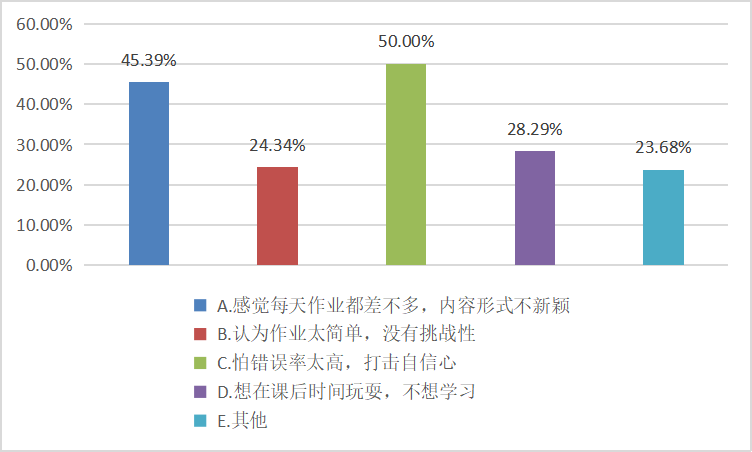 60.00%
50.00%
40.00%
30.00%
20.00%
10.00%
0.00%
45.39%
24.34%
50.00%
28.29%
23.68%
A.感觉每天作业都差不多，内容形式不新颖
B.认为作业太简单，没有挑战性
C.怕错误率太高，打击自信心
D.想在课后时间玩耍，不想学习
E.其他